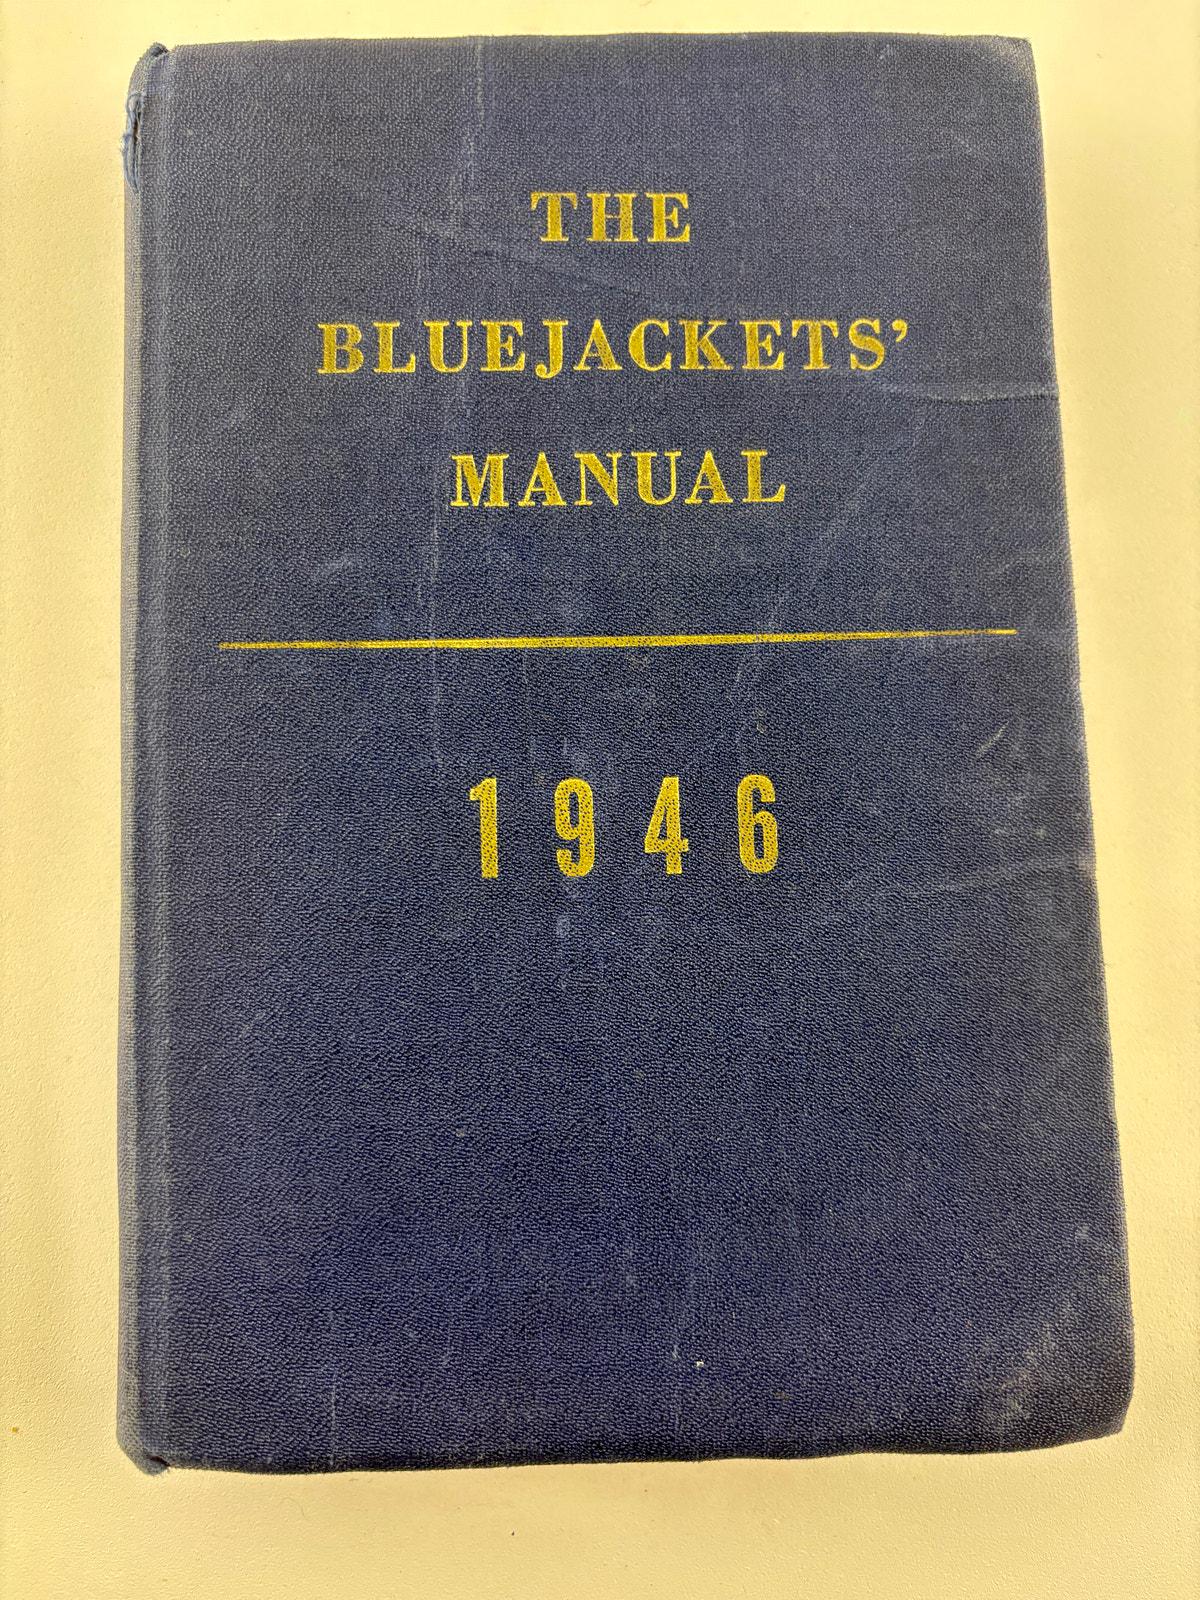 THE
BLUEJACKETS’
MANUAL
1946